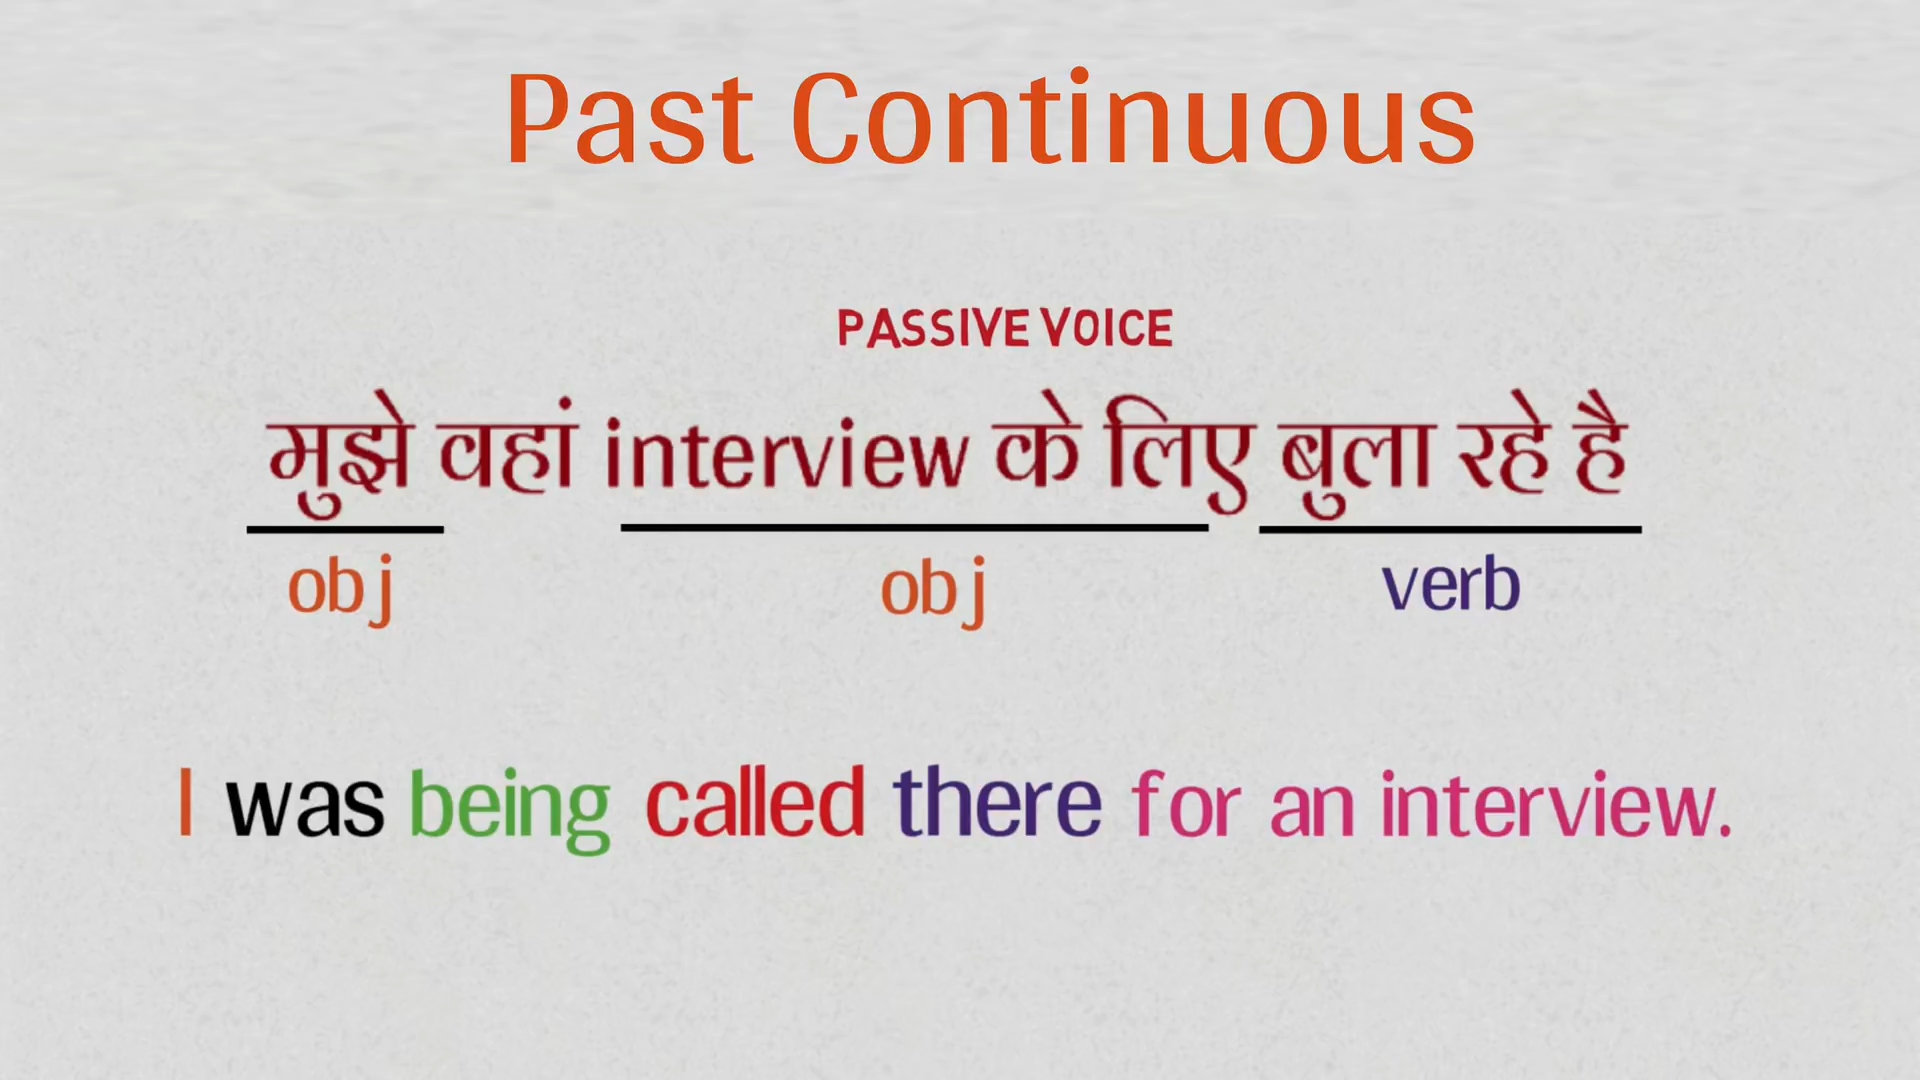 Past Continuous
PASSIVE VOICE
मुझे वहां interview के लिए बुला रहे है
obj obj verb
I was being called there for an interview.